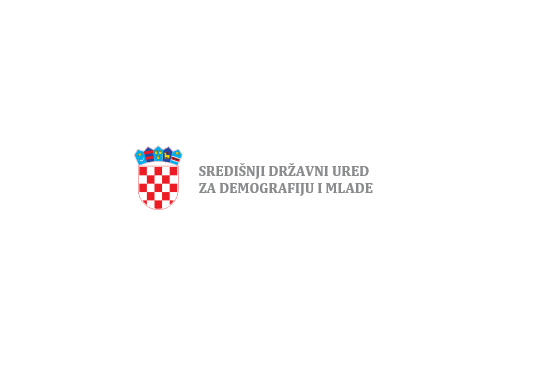 SREDIŠNJI DRŽAVNI URED
ZA DEMOGRAFIJU I MLADE